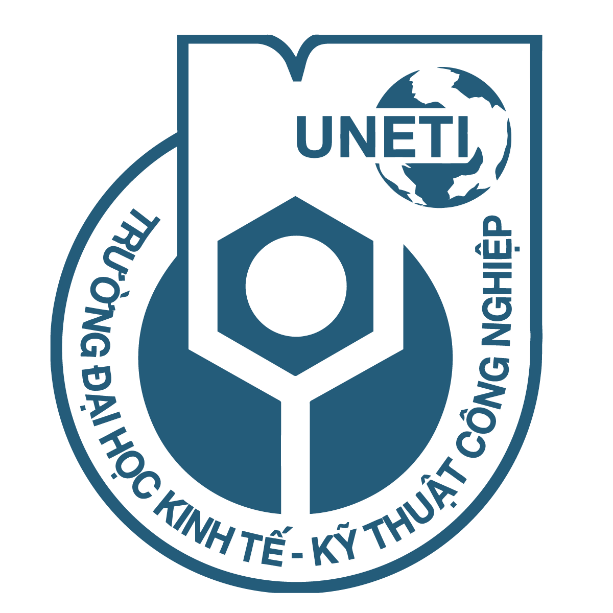 UNETI
TRƯỜNG ĐẠI HỌC KINH TẾ - KỸ THUẬT CÔNG NGHIỆP